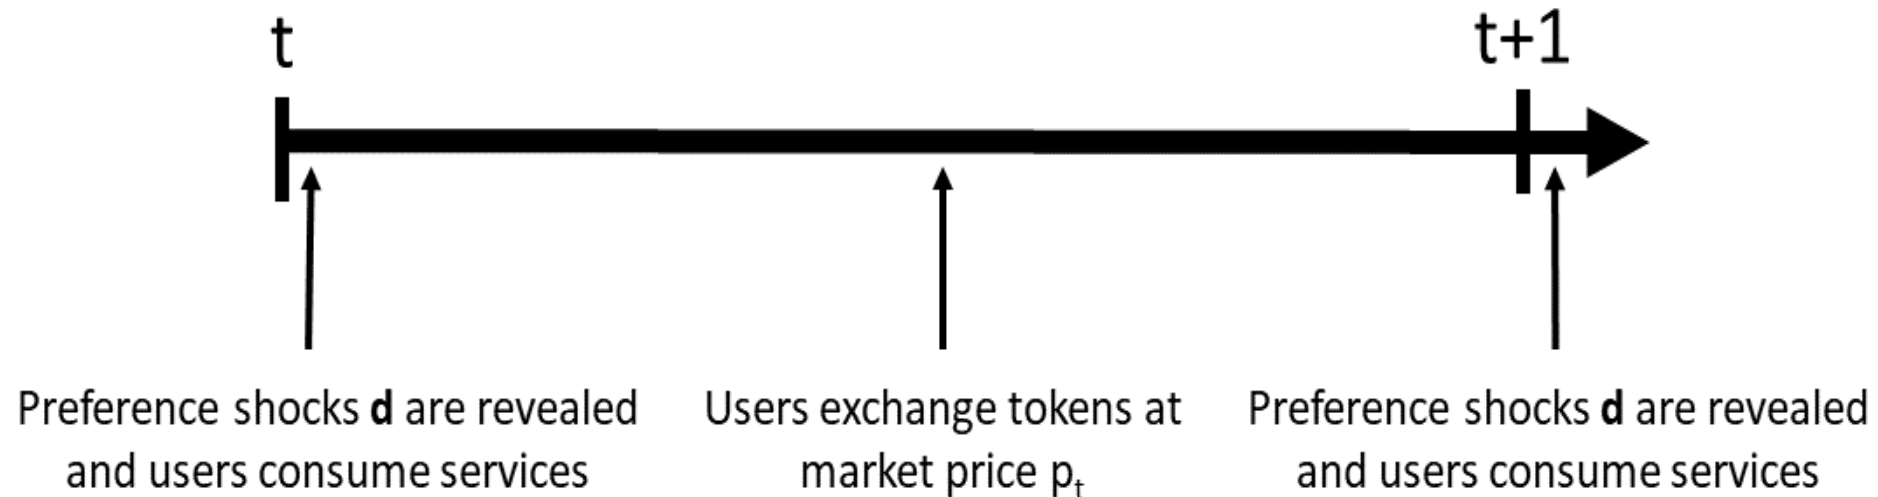 t
t+1
Preference shocks d are revealed
and users consume services
Users exchange tokens at
market price pₜ
Preference shocks d are revealed
and users consume services